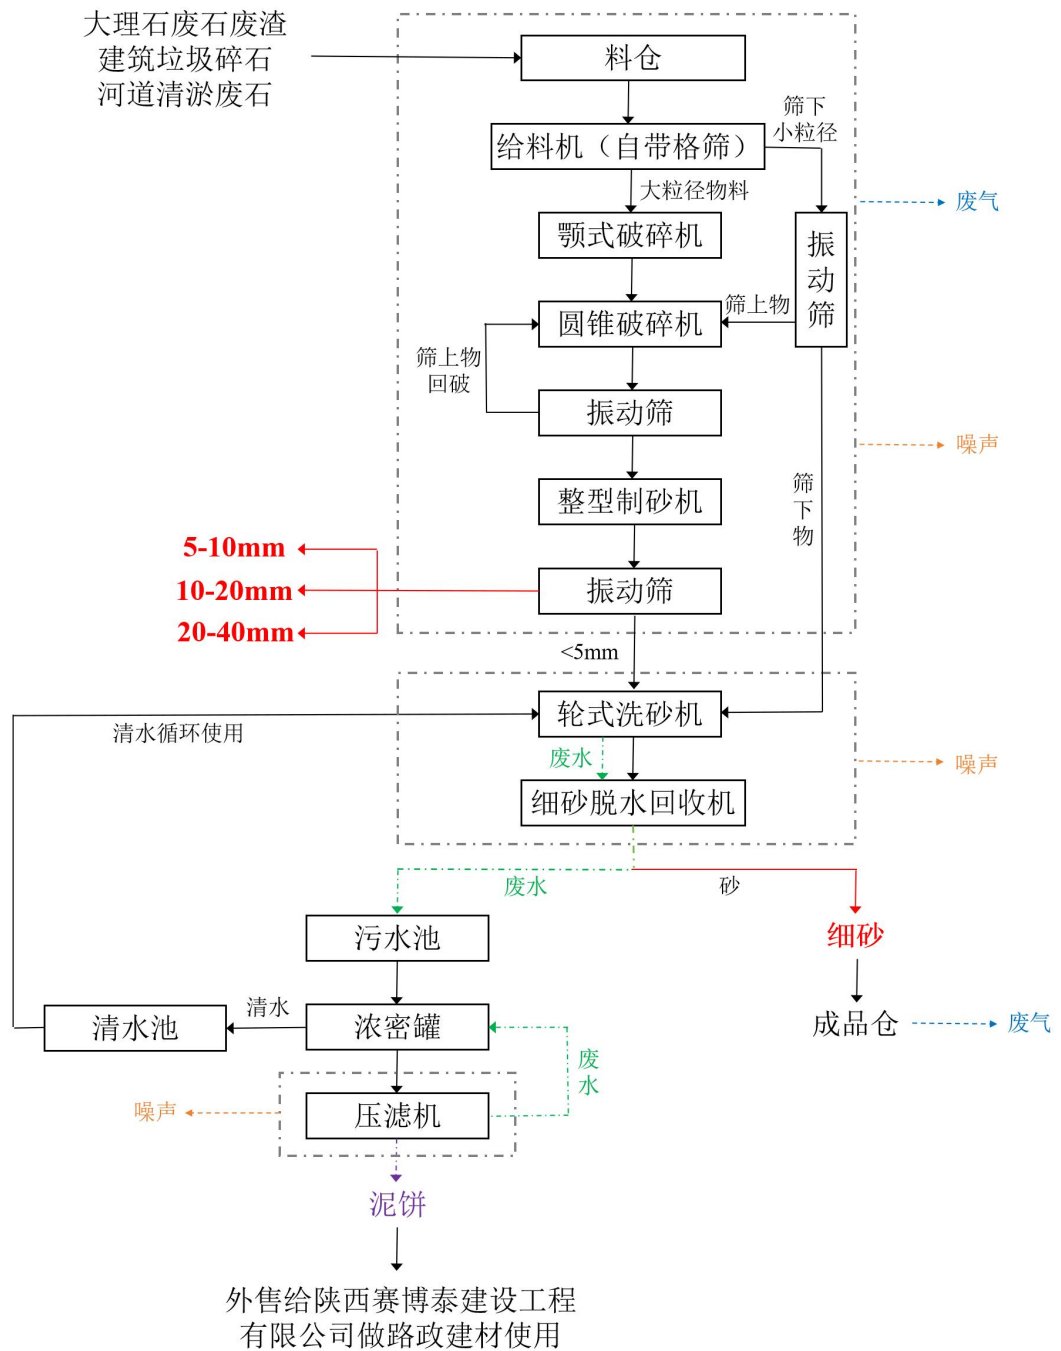 大理石废石废渣
建筑垃圾碎石
河道清淤废石
料仓
筛下
小粒径
给料机（自带格筛）
大粒径物料
废气
颚式破碎机
振
动
筛
筛上物
圆锥破碎机
筛上物
回破
振动筛
噪声
筛
下
物
整型制砂机
5-10mm
10-20mm
20-40mm
振动筛
<5mm
轮式洗砂机
清水循环使用
废水
噪声
细砂脱水回收机
废水
砂
污水池
细砂
清水池
清水
浓密罐
成品仓
废气
废
水
噪声
压滤机
泥饼
外售给陕西赛博泰建设工程
有限公司做路政建材使用